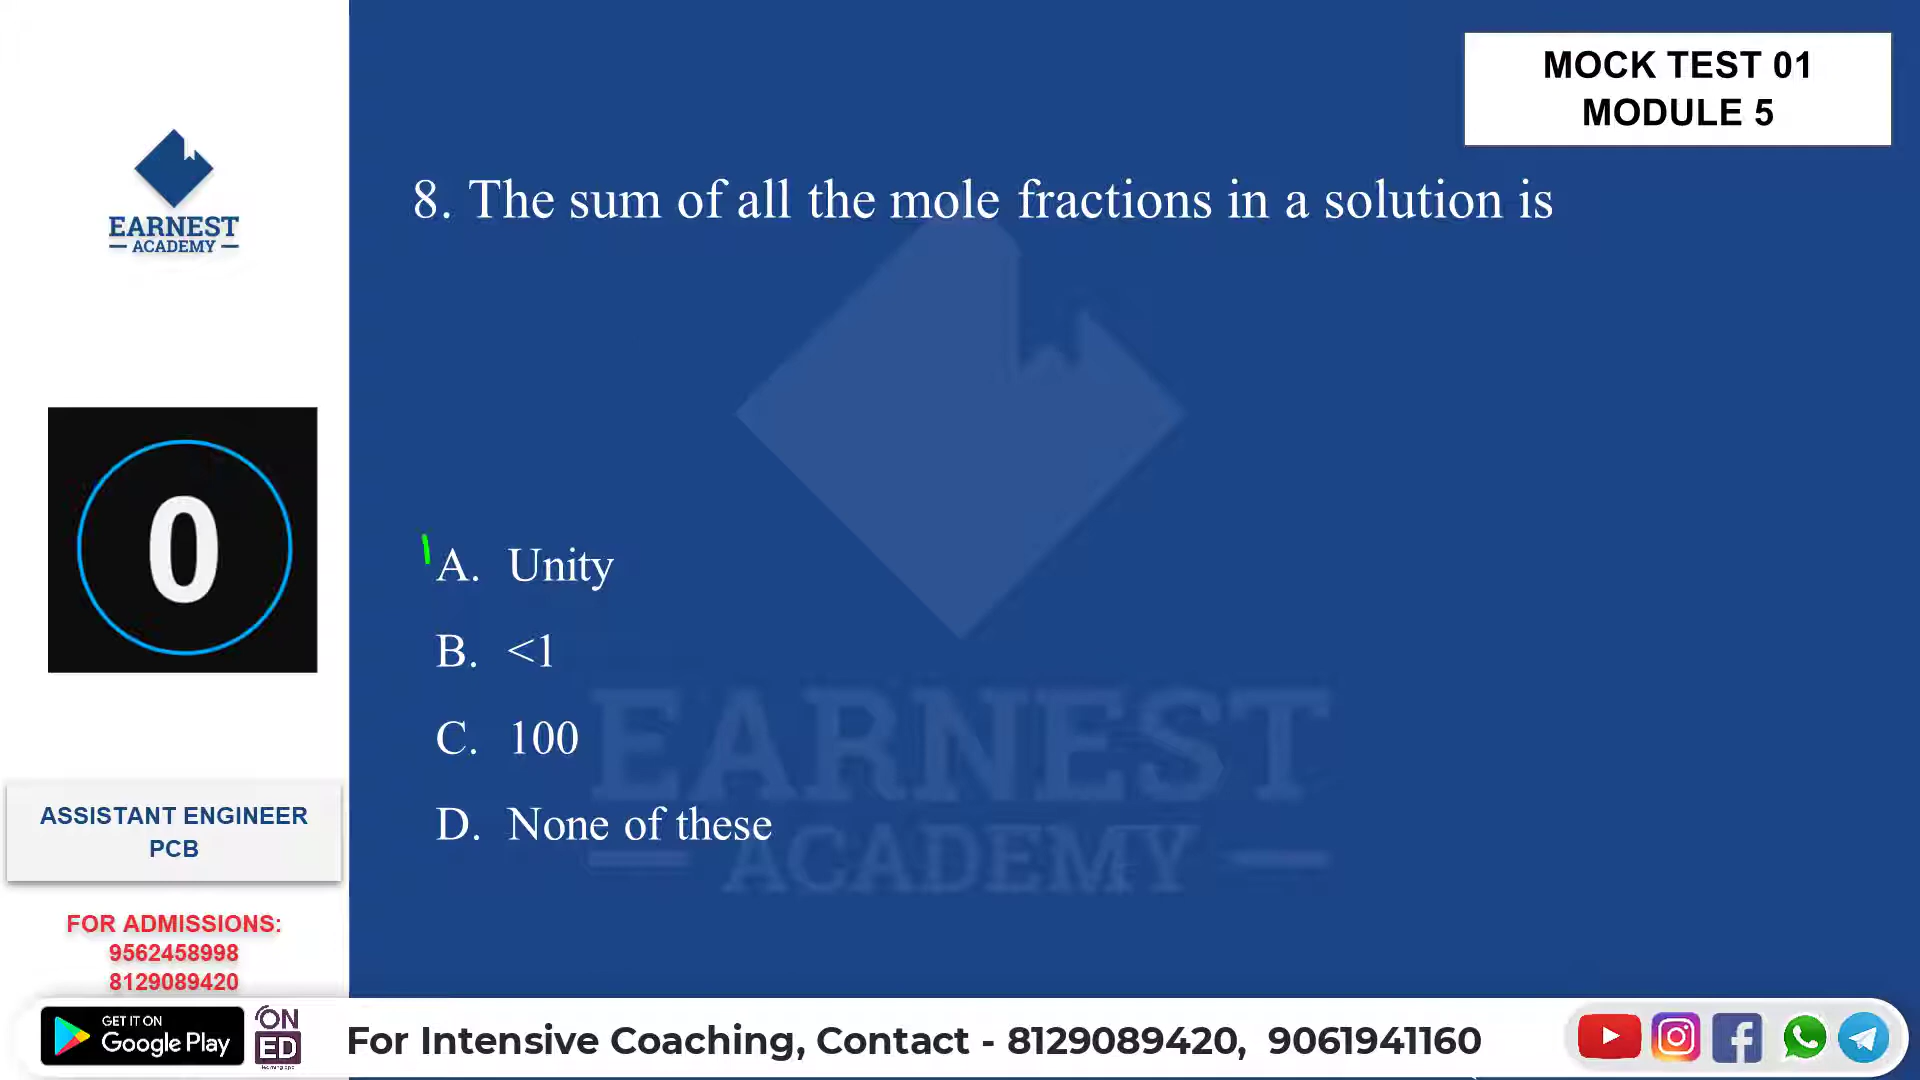 MOCK TEST 01
MODULE 5
EARNEST
ACADEMY
8. The sum of all the mole fractions in a solution is
0
A. Unity
B. <1
C. 100
D. None of these
EARNEST
ACADEMY
ASSISTANT ENGINEER
PCB
FOR ADMISSIONS:
9562458998
8129089420
GET IT ON
Google Play
ON
ED
For Intensive Coaching, Contact - 8129089420, 9061941160